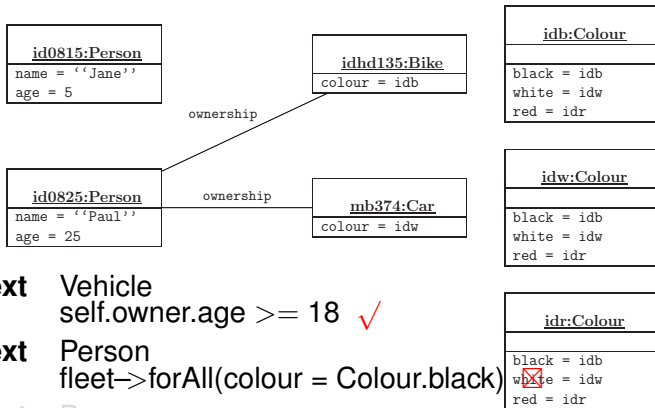 id0815:Person
name = ‘‘Jane’’
age = 5
ownership
idhd135:Bike
colour = idb
idb:Colour
black = idb
white = idw
red = idr
id0825:Person
name = ‘‘Paul’’
age = 25
ownership
mb374:Car
colour = idw
idw:Colour
black = idb
white = idw
red = idr
ext Vehicle
self.owner.age >= 18 √
ext Person
fleet–>forAll(colour = Colour.black)
idr:Colour
black = idb
white = idw
red = idr